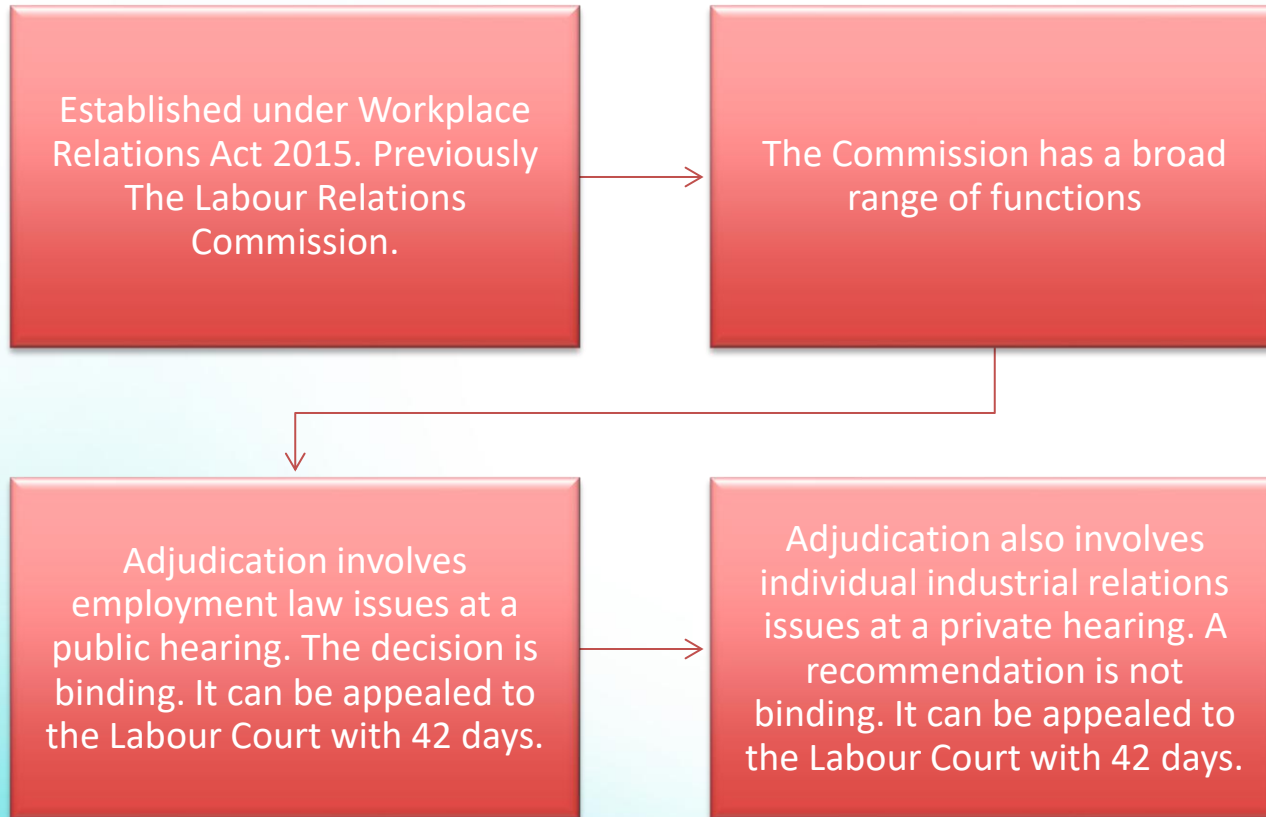 Established under Workplace
Relations Act 2015. Previously
The Labour Relations
Commission.
The Commission has a broad
range of functions
Adjudication involves
employment law issues at a
public hearing. The decision is
binding. It can be appealed to
the Labour Court with 42 days.
Adjudication also involves
individual industrial relations
issues at a private hearing. A
recommendation is not
binding. It can be appealed to
the Labour Court with 42 days.